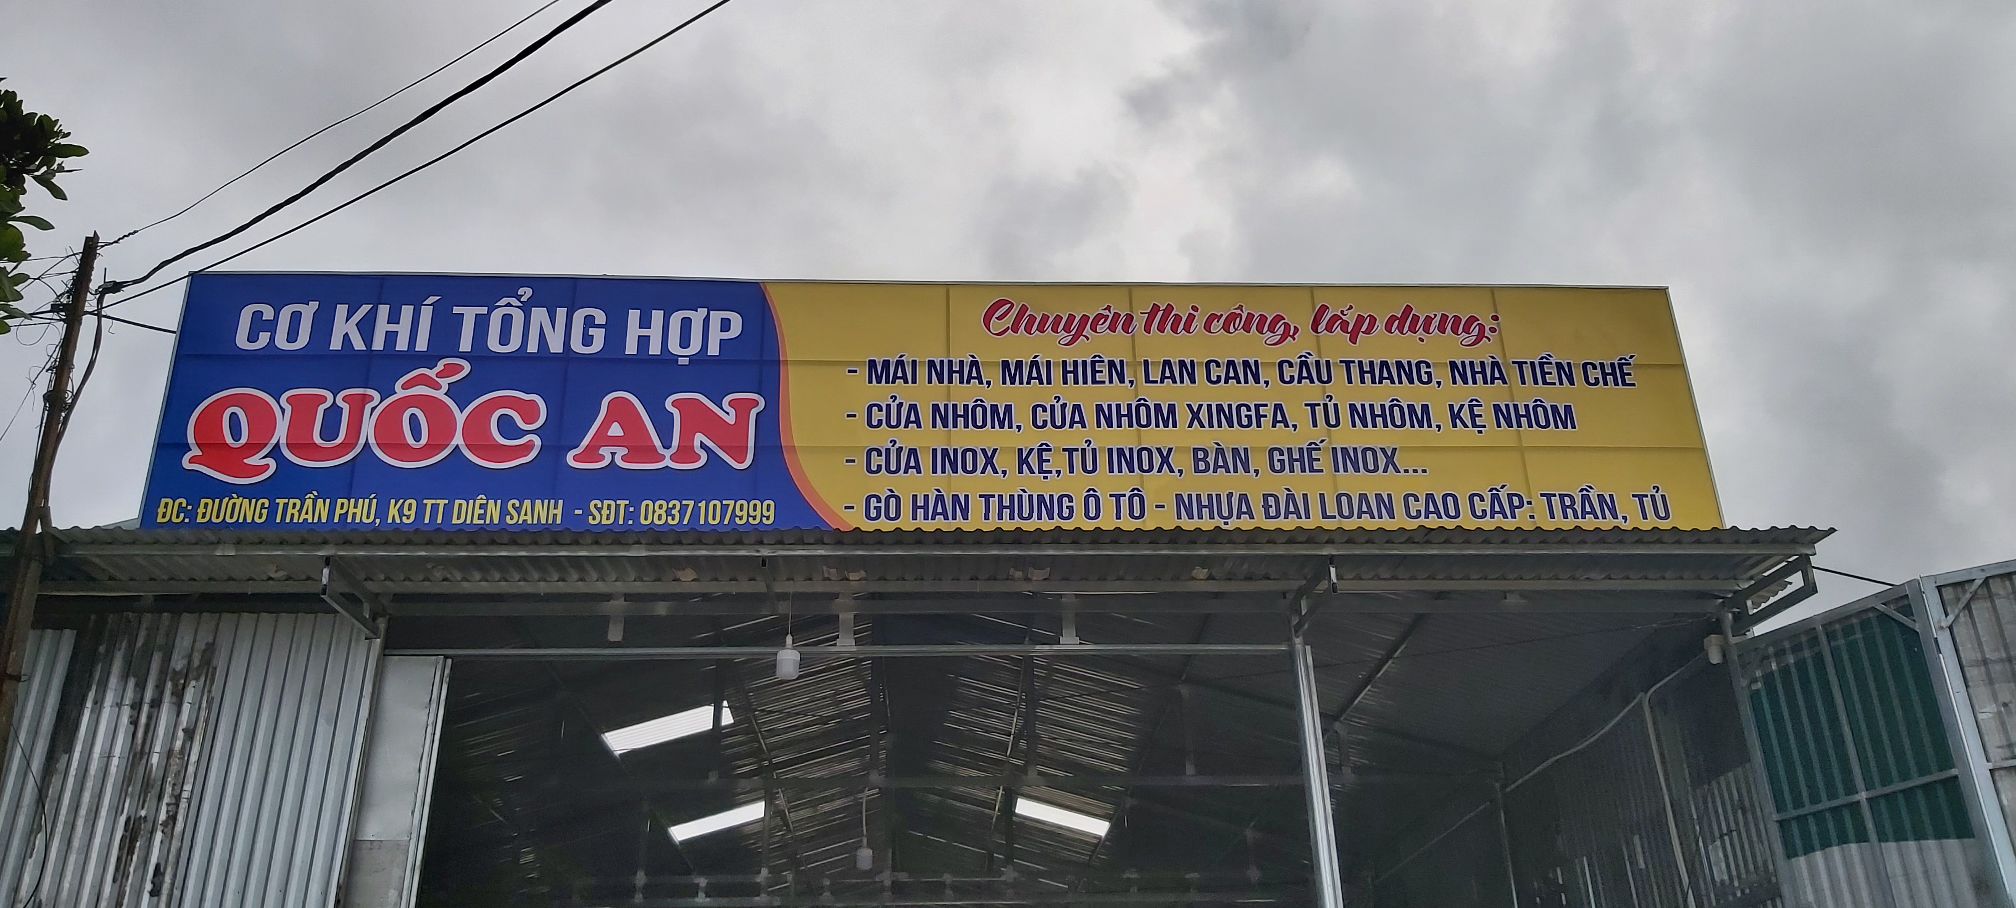 CƠ KHÍ TỔNG HỢP
QUỐC AN
ĐC: ĐƯỜNG TRẦN PHÚ, K9 TT DIÊN SANH - SĐT: 0837107999
Chuyên thi công, lắp dựng:
- MÁI NHÀ, MÁI HIÊN, LAN CAN, CẦU THANG, NHÀ TIỀN CHẾ
- CỬA NHÔM, CỬA NHÔM XINGFA, TỦ NHÔM, KỆ NHÔM
- CỬA INOX, KỆ,TỦ INOX, BÀN, GHẾ INOX...
- GÒ HÀN THÙNG Ô TÔ - NHỰA ĐÀI LOAN CAO CẤP: TRẦN, TỦ